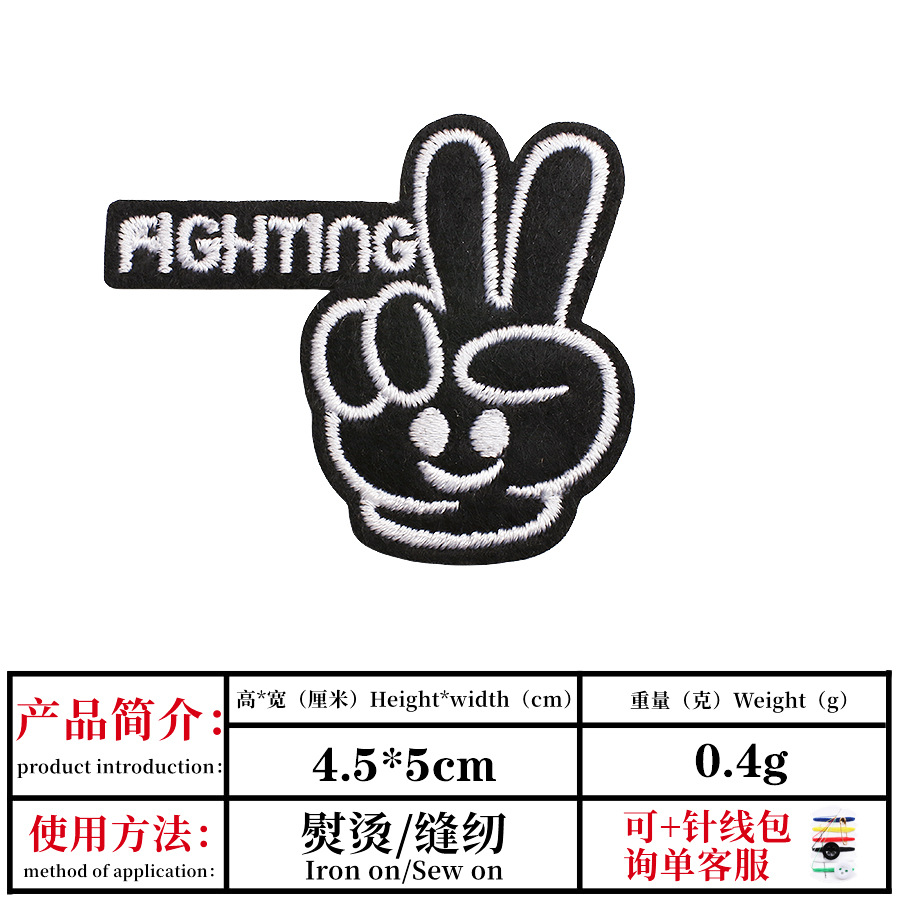 FIGHTING
产品简介：
product introduction：
高*宽（厘米）Height*width（cm）
重量（克）Weight（g）
4.5*5cm
0.4g
使用方法：
method of application：
熨烫/缝纫
Iron on/Sew on
可+针线包
询单客服